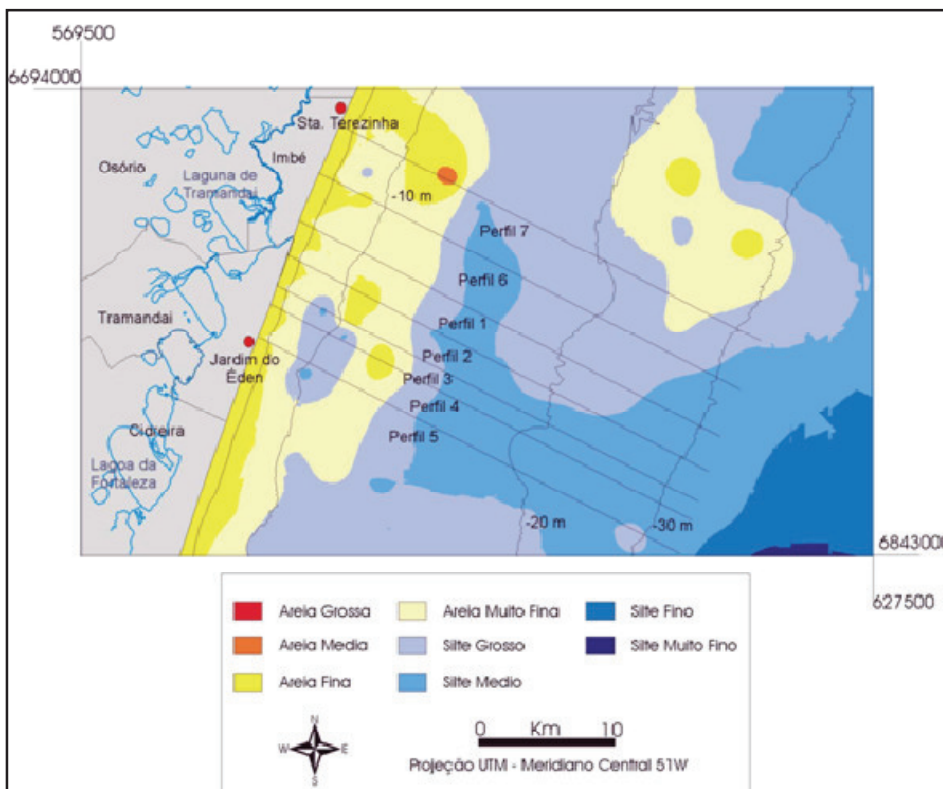 569500
6694000
Sta. Terezinha
Imbé
Osório
Laguna de
Tramandaí
-10 m
Perfil 7
Perfil 6
Tramandaí
Perfil 1
Perfil 2
Jardim do
Éden
Perfil 3
Perfil 4
Cidreira
Perfil 5
Lagoa da
Fortaleza
-20 m
-30 m
6843000
627500
Areia Grossa
Areia Muito Fina
Silte Fino
Areia Media
Silte Grosso
Silte Muito Fino
Areia Fina
Silte Medio
N
W
E
S
0 Km 10
Projeção UTM - Meridiano Central 51W